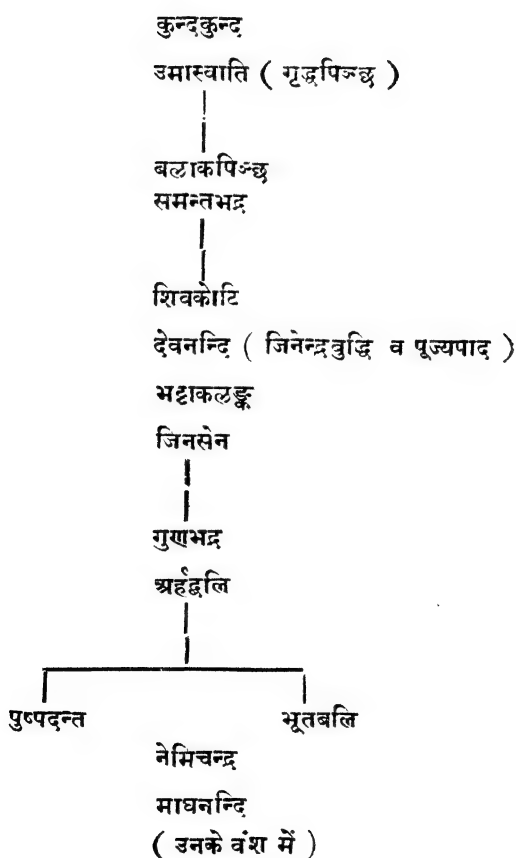 कुन्दकुन्द
उमास्वाति ( गृद्धपिञ्छ )
बलाकपिञ्छ
समन्तभद्र
शिवकोटि
देवनन्दि ( जिनेन्द्रबुद्धि व पूज्यपाद )
भट्टाकलङ्क
जिनसेन
गुणभद्र
अर्हद्बलि
पुष्पदन्त भूतबलि
नेमिचन्द्र
माघनन्दि
( उनके वंश में )